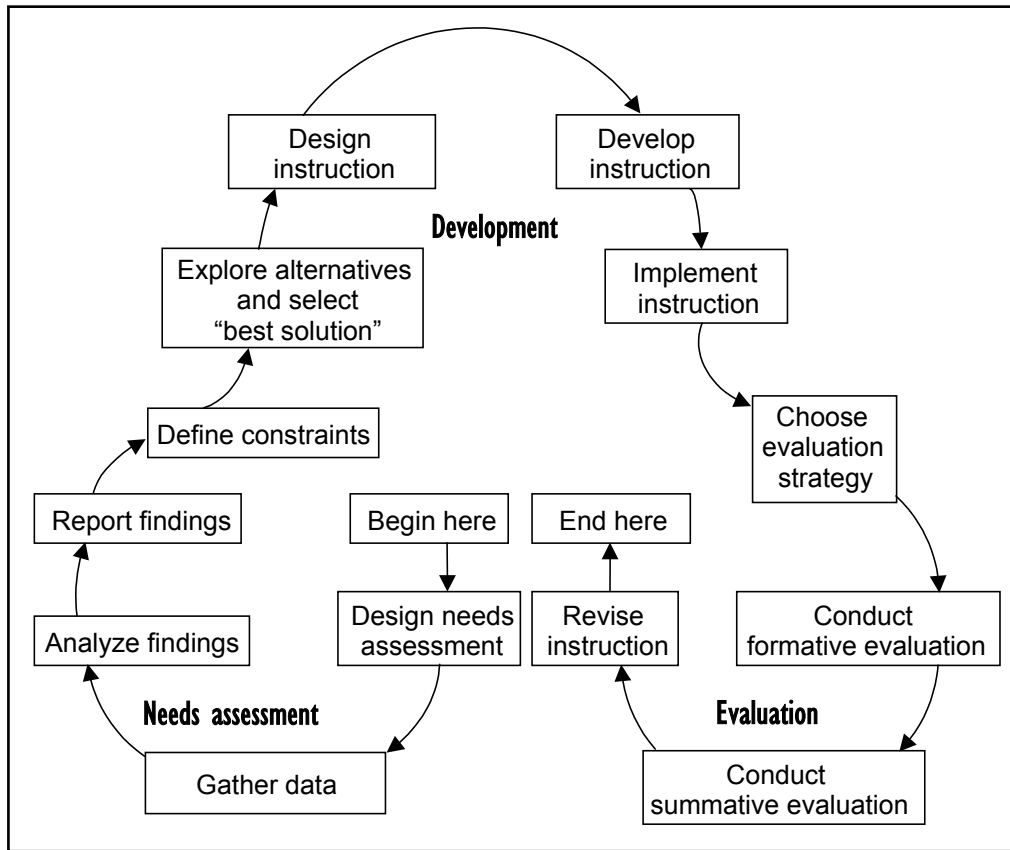 Design
instruction
Develop
instruction
Development
Explore alternatives
and select
“best solution”
Implement
instruction
Define constraints
Choose
evaluation
strategy
Report findings
Begin here
End here
Analyze findings
Design needs
assessment
Revise
instruction
Conduct
formative evaluation
Needs assessment
Evaluation
Gather data
Conduct
summative evaluation